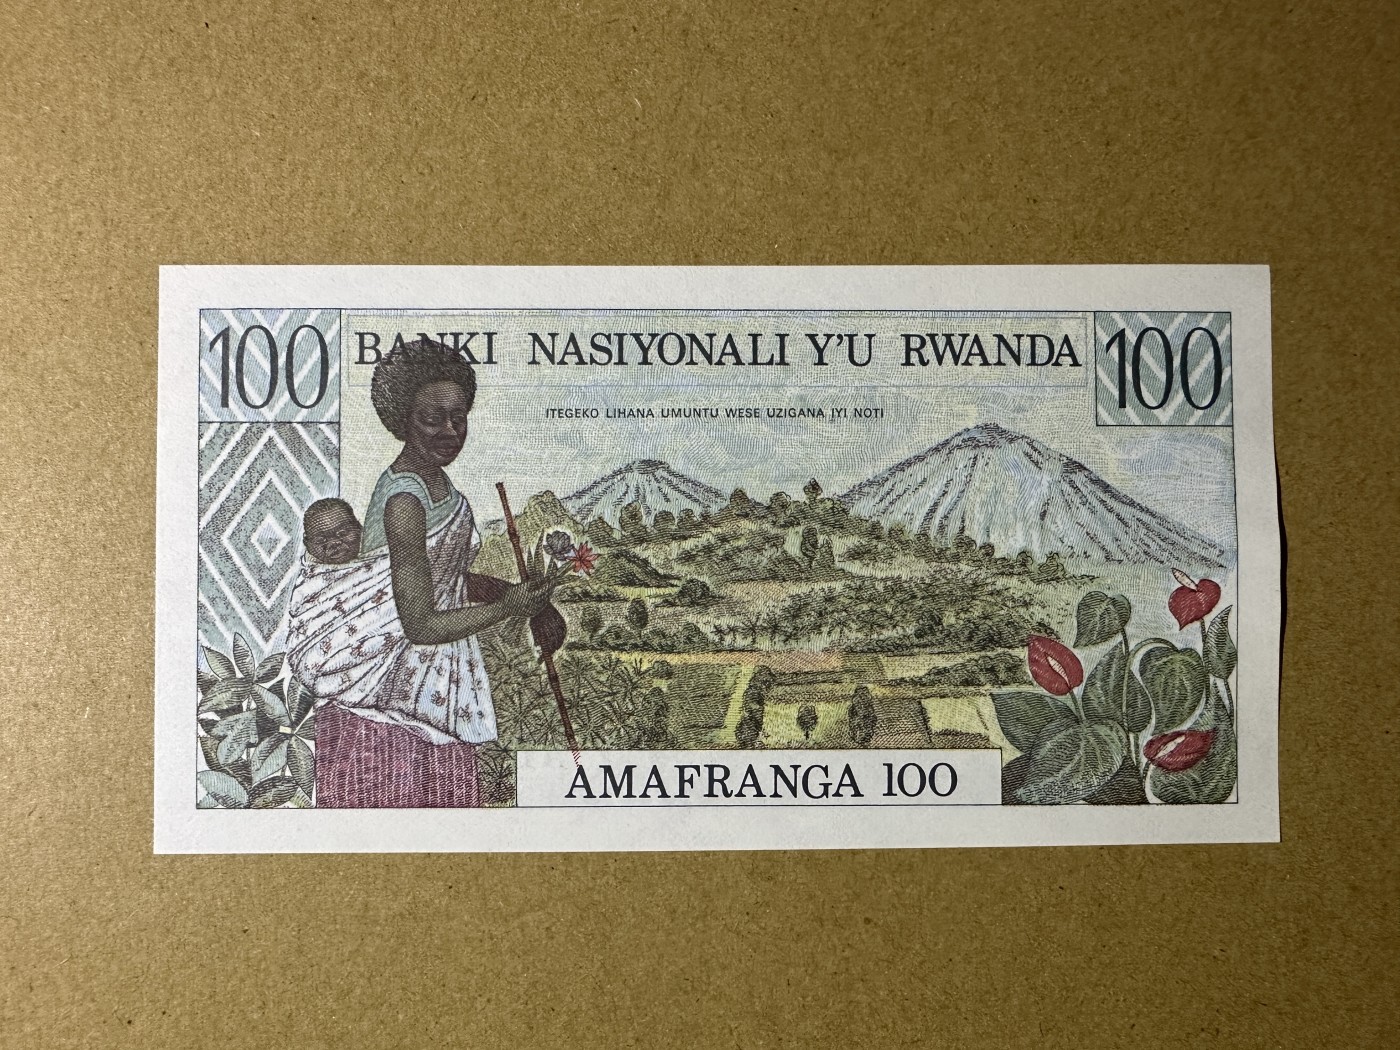 100 BANKI NASIYONALI Y'U RWANDA 100
ITEGEKO LIHANA UMUNTU WESE UZIGANA IYI NOTI
AMAFRANGA 100